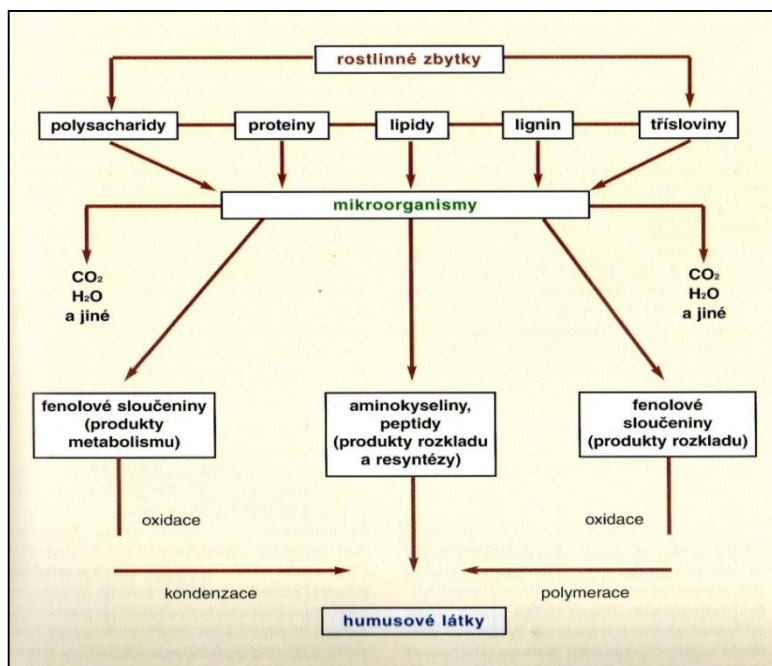 rostlinné zbytky
polysacharidy
proteiny
lipidy
lignin
třísloviny
mikroorganismy
CO₂
H₂O
a jiné
CO₂
H₂O
a jiné
fenolové sloučeniny
(produkty
metabolismu)
aminokyseliny,
peptidy
(produkty rozkladu
a resyntézy)
fenolové
sloučeniny
(produkty rozkladu)
oxidace
oxidace
kondenzace
polymerace
humusové látky